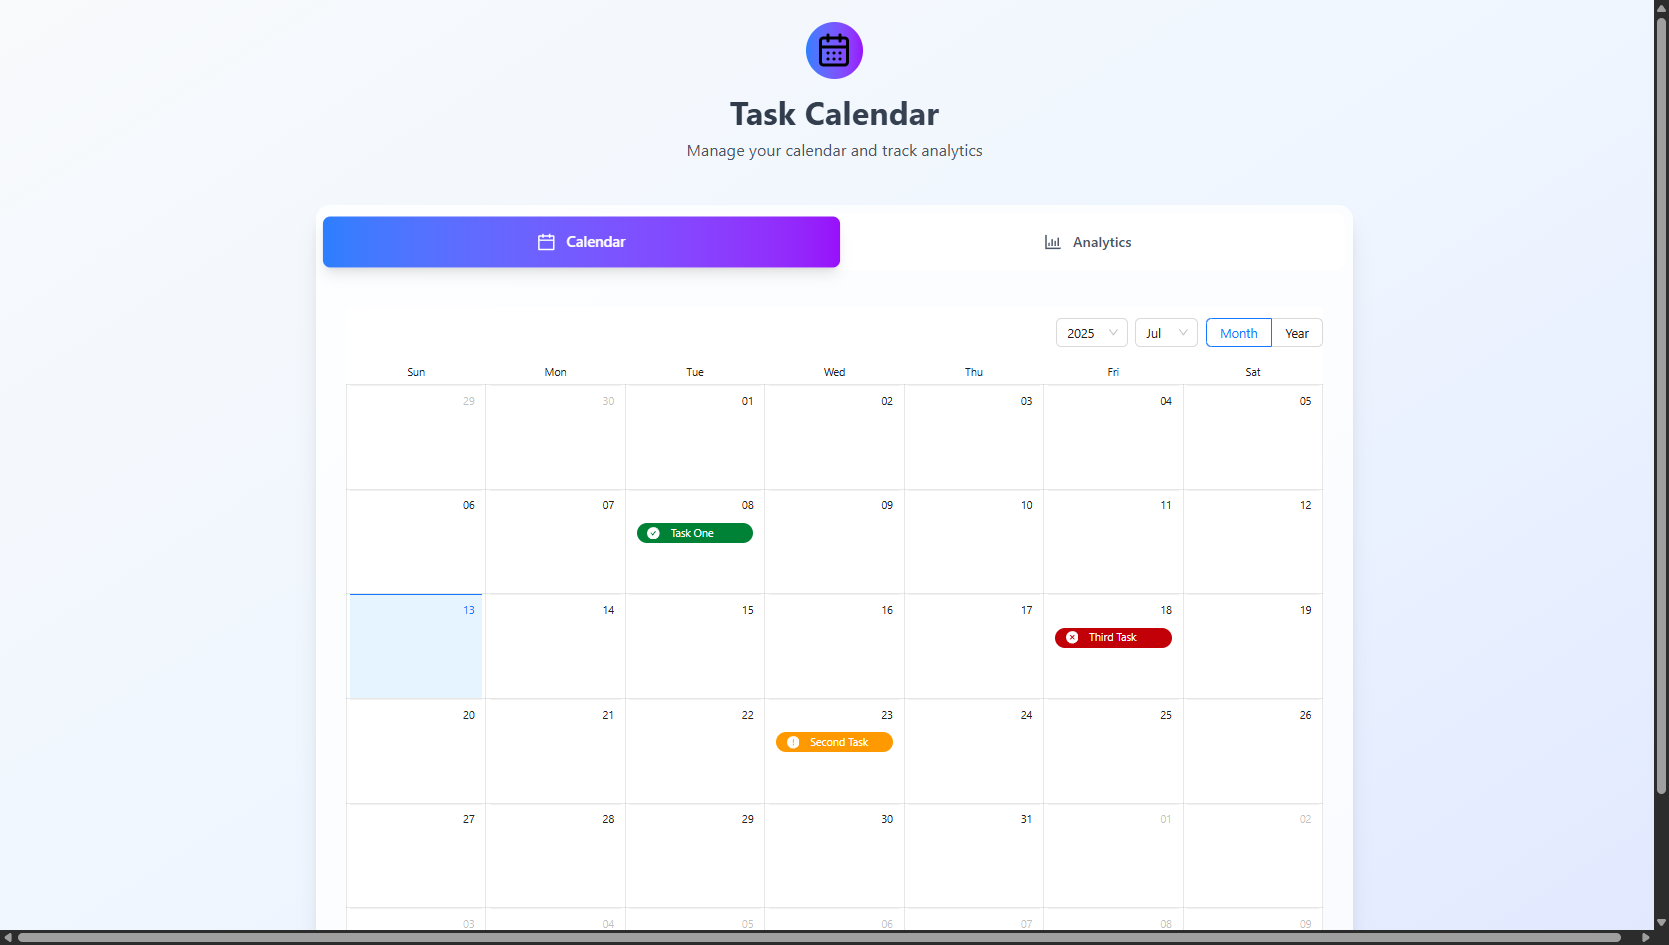 Task Calendar
Manage your calendar and track analytics
Calendar Analytics
2025 Jul Month Year
Sun Mon Tue Wed Thu Fri Sat
29 30 01 02 03 04 05
06 07 08 09 10 11 12
Task One
13 14 15 16 17 18 19
Third Task
20 21 22 23 24 25 26
Second Task
27 28 29 30 31 01 02
03 04 05 06 07 08 09